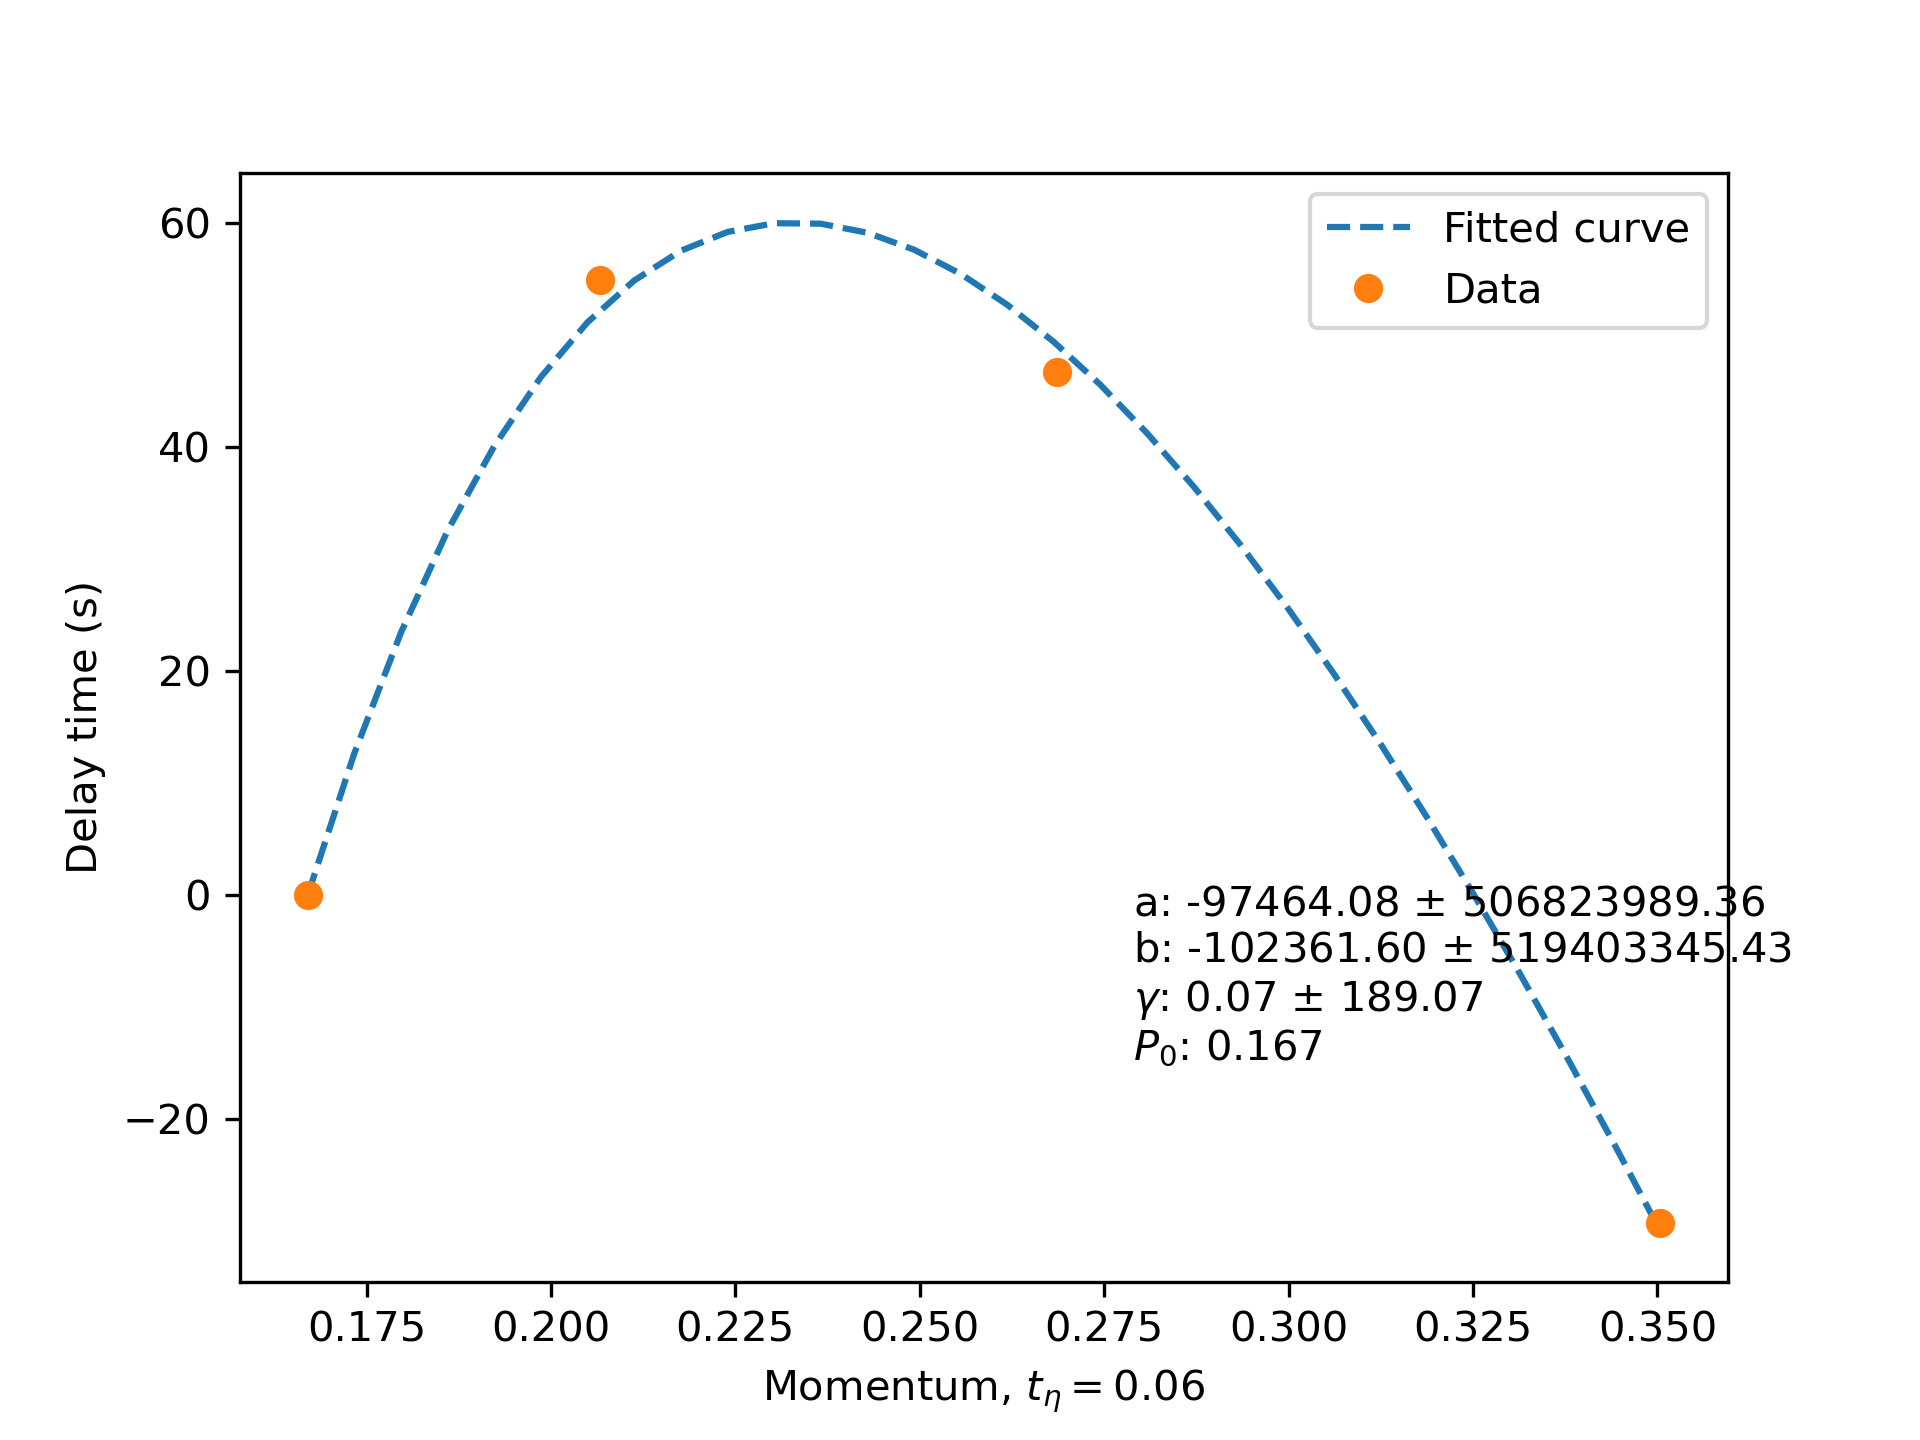 Fitted curve
Data
60
40
20
0
−20
Delay time (s)
a: -97464.08 ± 506823989.36
b: -102361.60 ± 519403345.43
γ: 0.07 ± 189.07
P₀: 0.167
0.175 0.200 0.225 0.250 0.275 0.300 0.325 0.350
Momentum, tη = 0.06